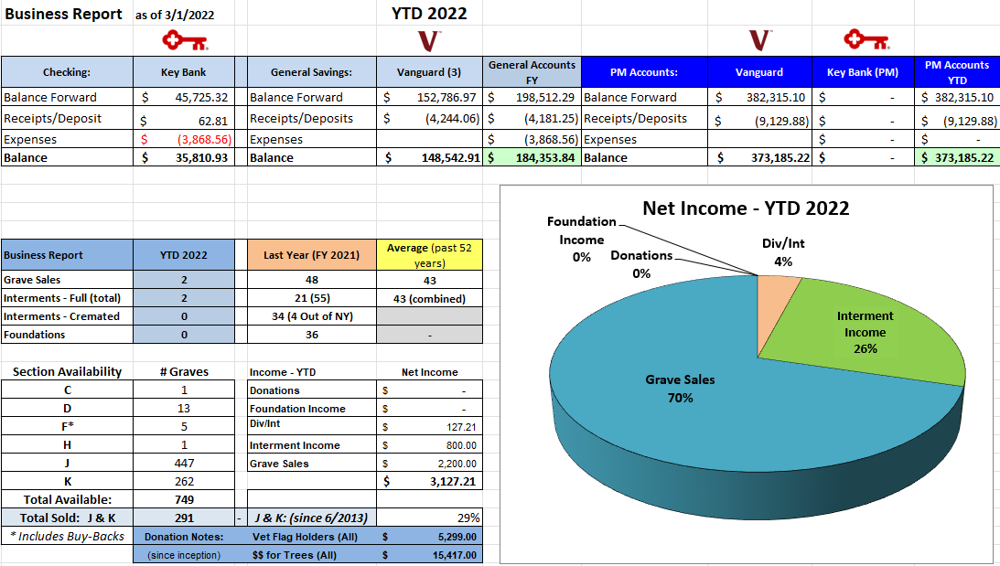 Business Report as of 3/1/2022 YTD 2022
V V
Checking: Key Bank General Savings: Vanguard (3) General Accounts FY PM Accounts: Vanguard Key Bank (PM) PM Accounts YTD
Balance Forward $ 45,725.32 Balance Forward $ 152,786.97 $ 198,512.29 Balance Forward $ 382,315.10 $ - $ 382,315.10
Receipts/Deposit $ 62.81 Receipts/Deposits $ (4,244.06) $ (4,181.25) Receipts/Deposits $ (9,129.88) $ - $ (9,129.88)
Expenses $ (3,868.56) Expenses $ (3,868.56) Expenses $ - $ -
Balance $ 35,810.93 Balance $ 148,542.91 $ 184,353.84 Balance $ 373,185.22 $ - $ 373,185.22
Business Report YTD 2022 Last Year (FY 2021) Average (past 52 years)
Grave Sales 2 48 43
Interments - Full (total) 2 21 (55) 43 (combined)
Interments - Cremated 0 34 (4 Out of NY)
Foundations 0 36 -
Section Availability # Graves Income - YTD Net Income
C 1 Donations $ -
D 13 Foundation Income $ -
F* 5 Div/Int $ 127.21
H 1 Interment Income $ 800.00
J 447 Grave Sales $ 2,200.00
K 262 $ 3,127.21
Total Available: 749
Total Sold: J & K 291 - J & K: (since 6/2013) 29%
* Includes Buy-Backs Donation Notes: Vet Flag Holders (All) $ 5,299.00
(since inception) $$ for Trees (All) $ 15,417.00
Net Income - YTD 2022
Foundation
Income
0%
Donations
0%
Div/Int
4%
Interment
Income
26%
Grave Sales
70%